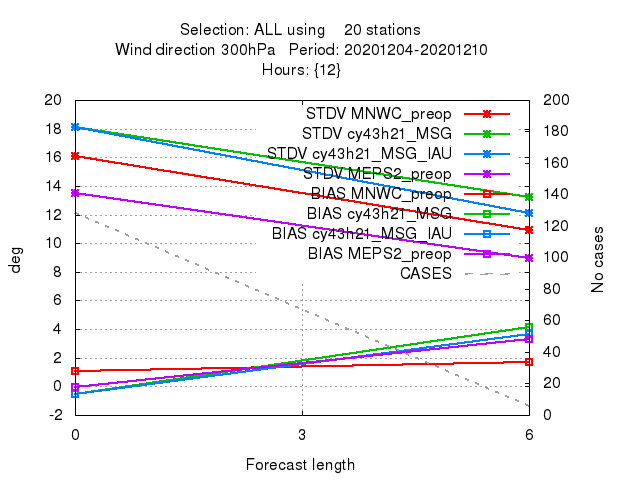 Selection: ALL using 20 stations
Wind direction 300hPa Period: 20201204-20201210
Hours: {12}
20 200
18 180
16 160
14 140
12 120
10 100
8 80
6 60
4 40
2 20
0 0
-2
deg
No cases
STDV MNWC_preop
STDV cy43h21_MSG
STDV cy43h21_MSG_IAU
STDV MEPS2_preop
BIAS MNWC_preop
BIAS cy43h21_MSG
BIAS cy43h21_MSG_IAU
BIAS MEPS2_preop
CASES
0 3 6
Forecast length